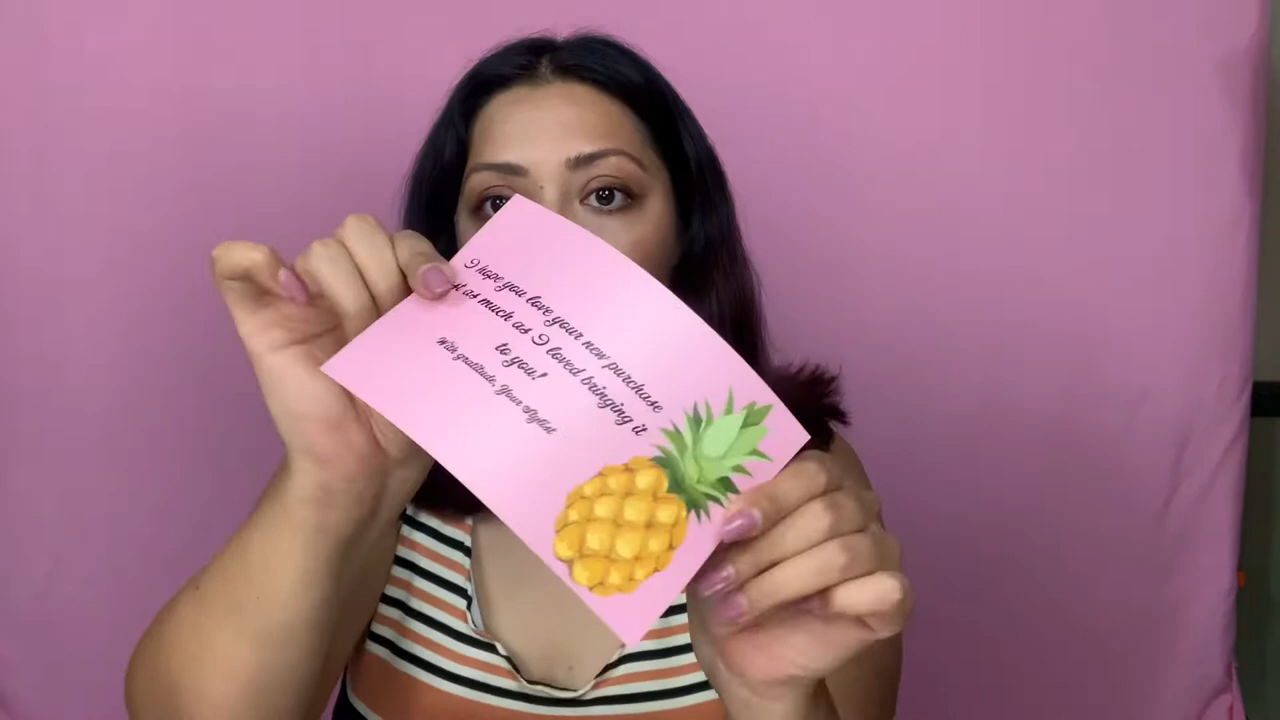 I hope you love your new purchase
as much as I loved bringing it
to you!
With gratitude, Your stylist